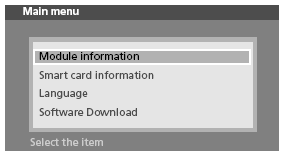 Main menu
Module information
Smart card information
Language
Software Download
Select the item